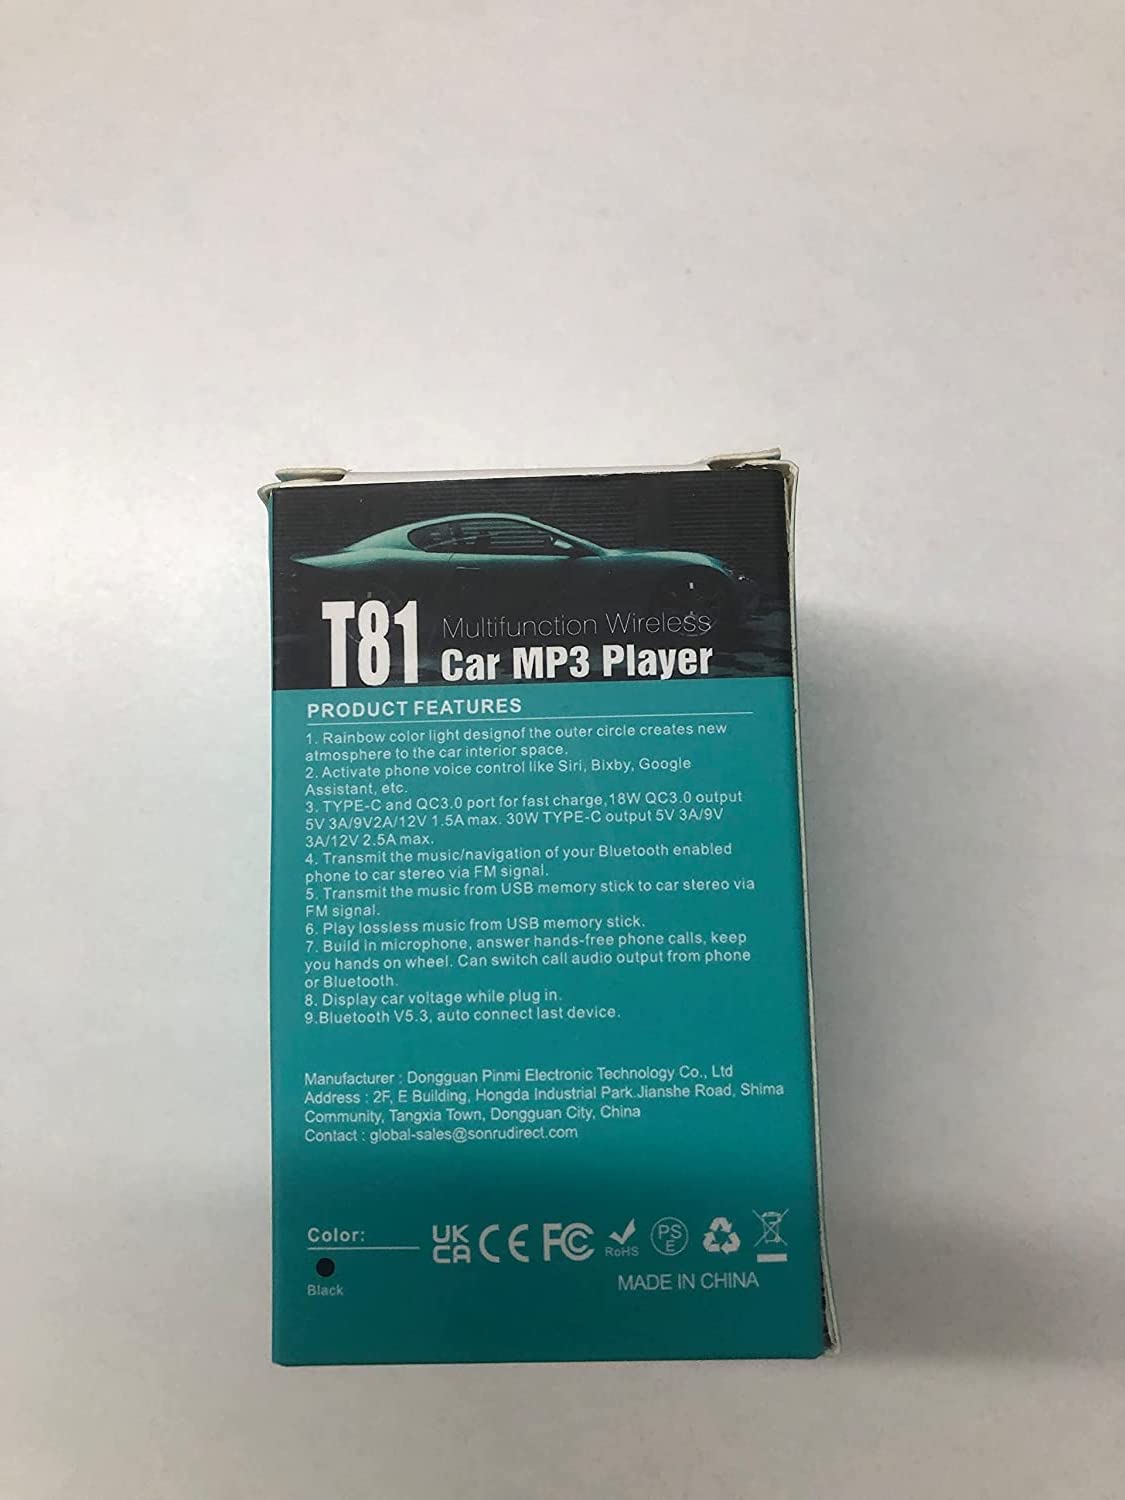 T81 Multifunction Wireless
Car MP3 Player
PRODUCT FEATURES
1. Rainbow color light designof the outer circle creates new
atmosphere to the car interior space.
2. Activate phone voice control like Siri, Bixby, Google
Assistant, etc.
3. TYPE-C and QC3.0 port for fast charge,18W QC3.0 output
5V 3A/9V2A/12V 1.5A max. 30W TYPE-C output 5V 3A/9V
3A/12V 2.5A max.
4. Transmit the music/navigation of your Bluetooth enabled
phone to car stereo via FM signal.
5. Transmit the music from USB memory stick to car stereo via
FM signal.
6. Play lossless music from USB memory stick.
7. Build in microphone, answer hands-free phone calls, keep
you hands on wheel. Can switch call audio output from phone
or Bluetooth.
8. Display car voltage while plug in.
9.Bluetooth V5.3, auto connect last device.
Manufacturer : Dongguan Pinmi Electronic Technology Co., Ltd
Address : 2F, E Building, Hongda Industrial Park.Jianshe Road, Shima
Community, Tangxia Town, Dongguan City, China
Contact : global-sales@sonrudirect.com
Color:
Black
UK
CA CE FC RoHS PS
E
MADE IN CHINA